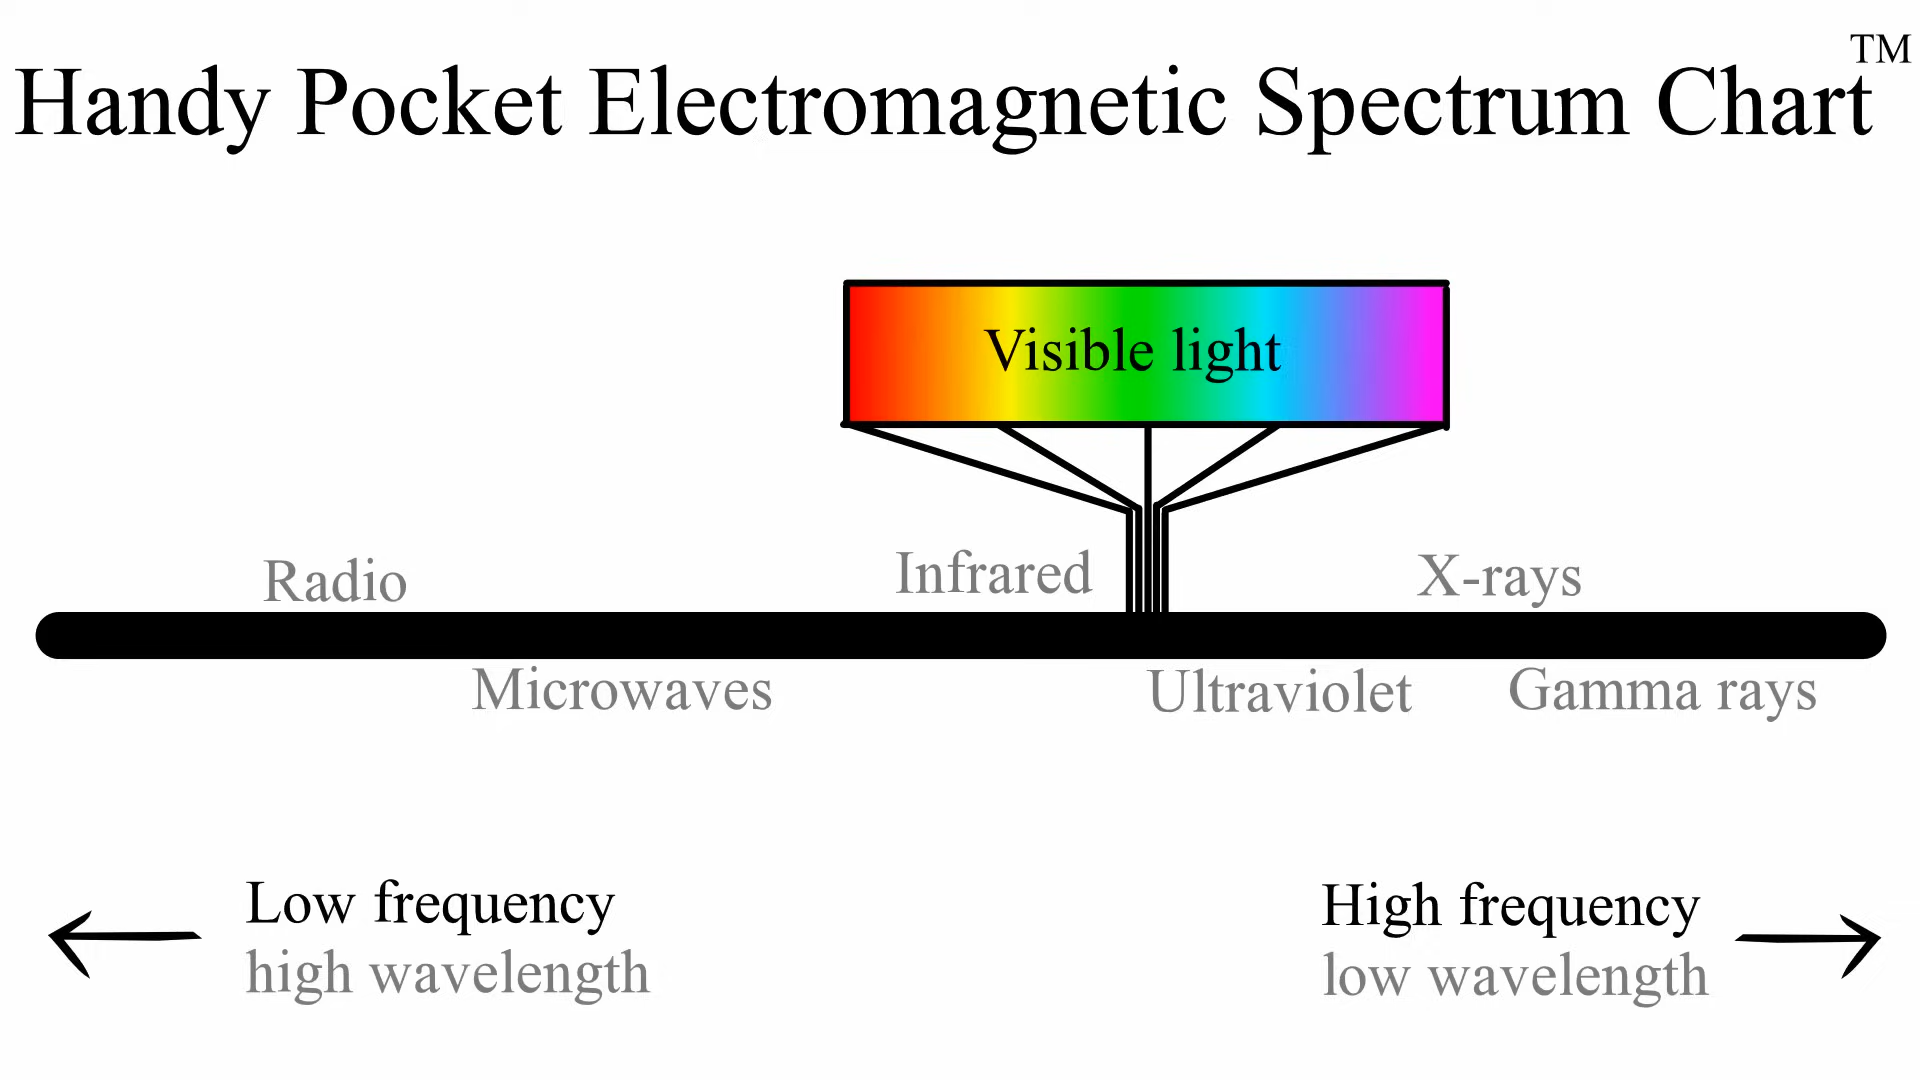 Handy Pocket Electromagnetic Spectrum Chart™
Visible light
Radio
Infrared
X-rays
Microwaves
Ultraviolet
Gamma rays
Low frequency
high wavelength
High frequency
low wavelength